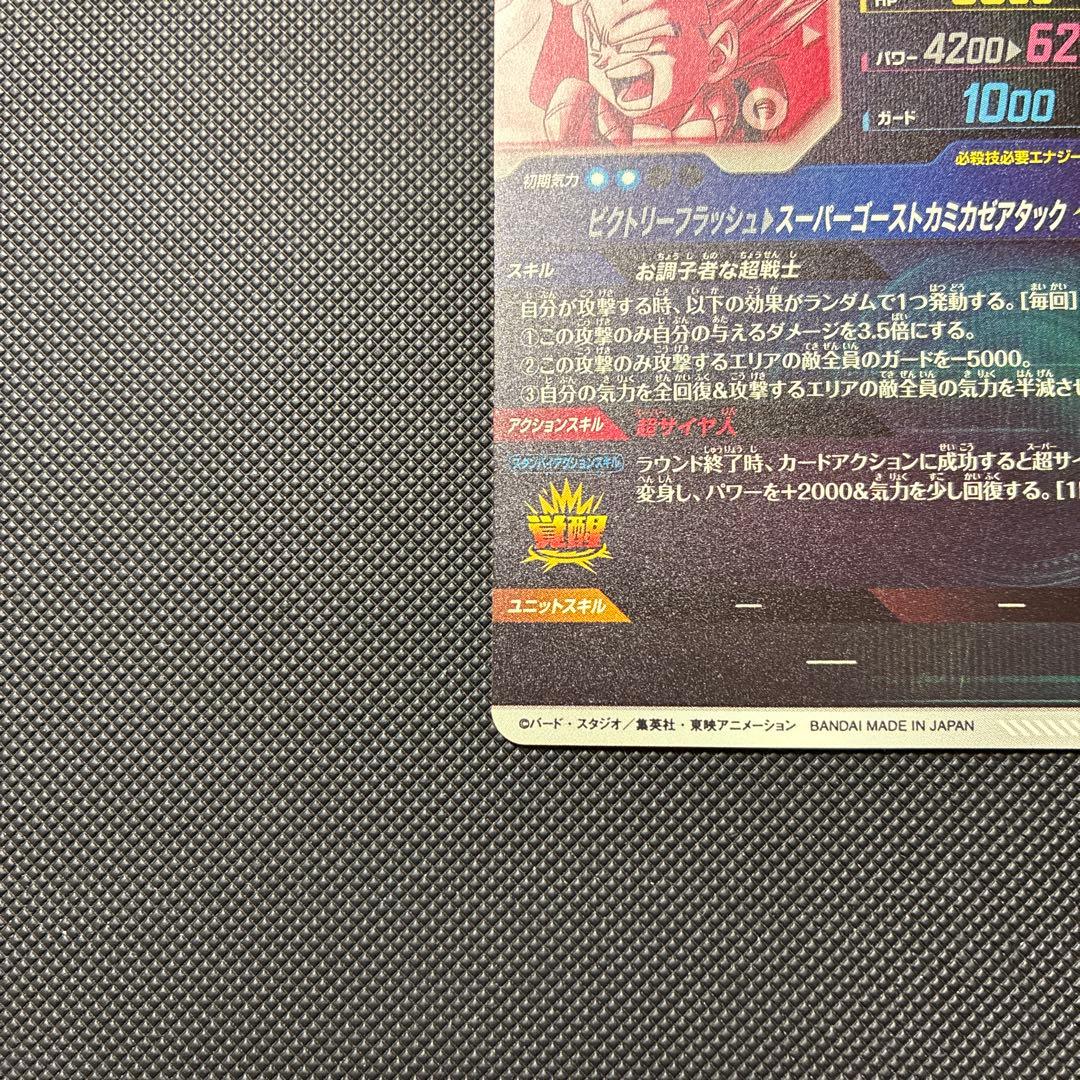 HP
パワー 4200▶62
ガード 1000
必殺技必要エナジー
初期気力
ビクトリーフラッシュ▶スーパーゴーストカミカゼアタック
スキル お調子者な超戦士
自分が攻撃する時、以下の効果がランダムで1つ発動する。[毎回]
①この攻撃のみ自分の与えるダメージを3.5倍にする。
②この攻撃のみ攻撃するエリアの敵全員のガードを−5000。
③自分の気力を全回復&攻撃するエリアの敵全員の気力を半減させ
アクションスキル 超サイヤ人
スタンバイアクションスキル ラウンド終了時、カードアクションに成功すると超サイ
変身し、パワーを+2000&気力を少し回復する。[1
覚醒
ユニットスキル ー ー
ー
©バード・スタジオ／集英社・東映アニメーション BANDAI MADE IN JAPAN